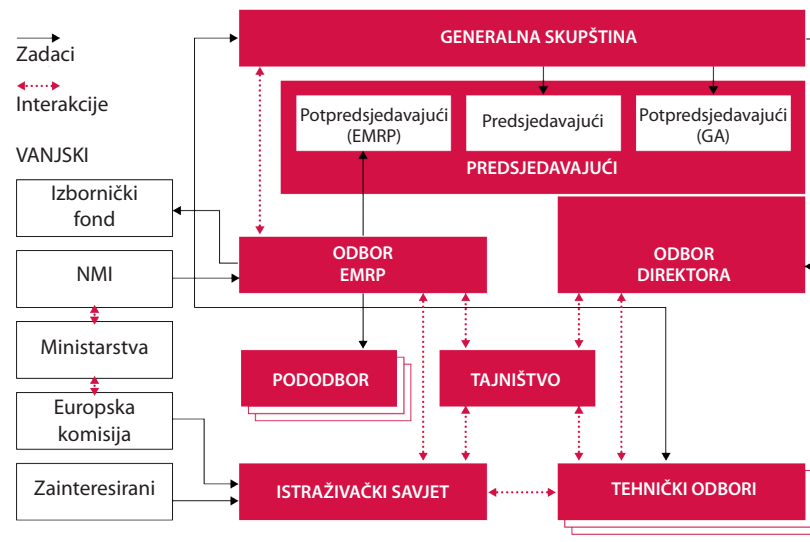 Zadaci
Interakcije
VANJSKI
Izbornički
fond
NMI
Ministarstva
Europska
komisija
Zainteresirani
GENERALNA SKUPŠTINA
Potpredsjedavajući
(EMRP)
Predsjedavajući
Potpredsjedavajući
(GA)
PREDSJEDAVAJUĆI
ODBOR
EMRP
ODBOR
DIREKTORA
PODODBOR
TAJNIŠTVO
ISTRAŽIVAČKI SAVJET
TEHNIČKI ODBORI